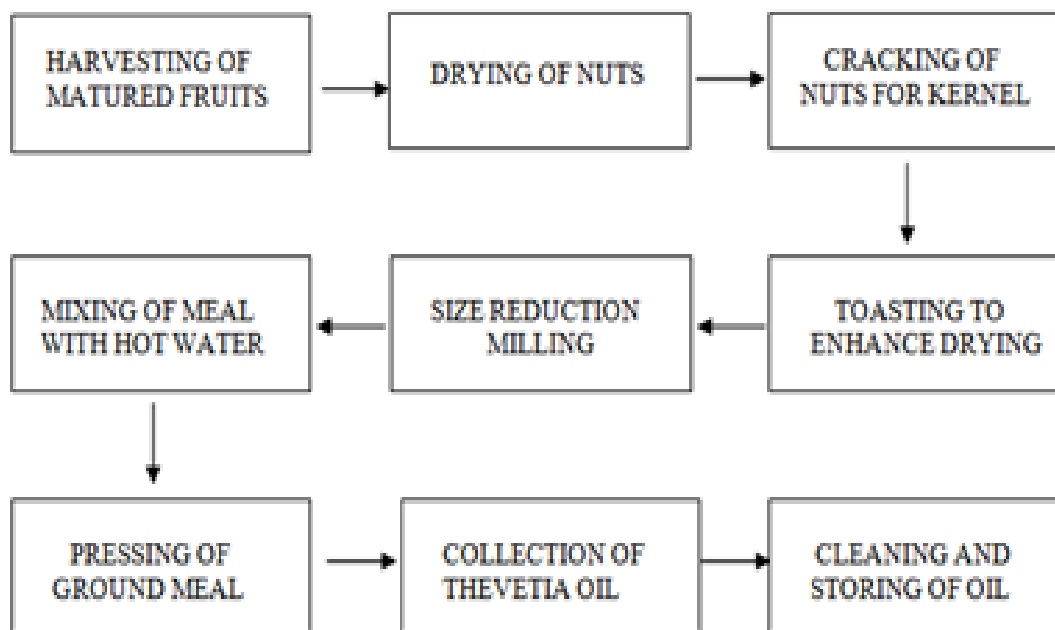 HARVESTING OF
MATURED FRUITS
DRYING OF NUTS
CRACKING OF
NUTS FOR KERNEL
TOASTING TO
ENHANCE DRYING
SIZE REDUCTION
MILLING
MIXING OF MEAL
WITH HOT WATER
PRESSING OF
GROUND MEAL
COLLECTION OF
THEVETIA OIL
CLEANING AND
STORING OF OIL